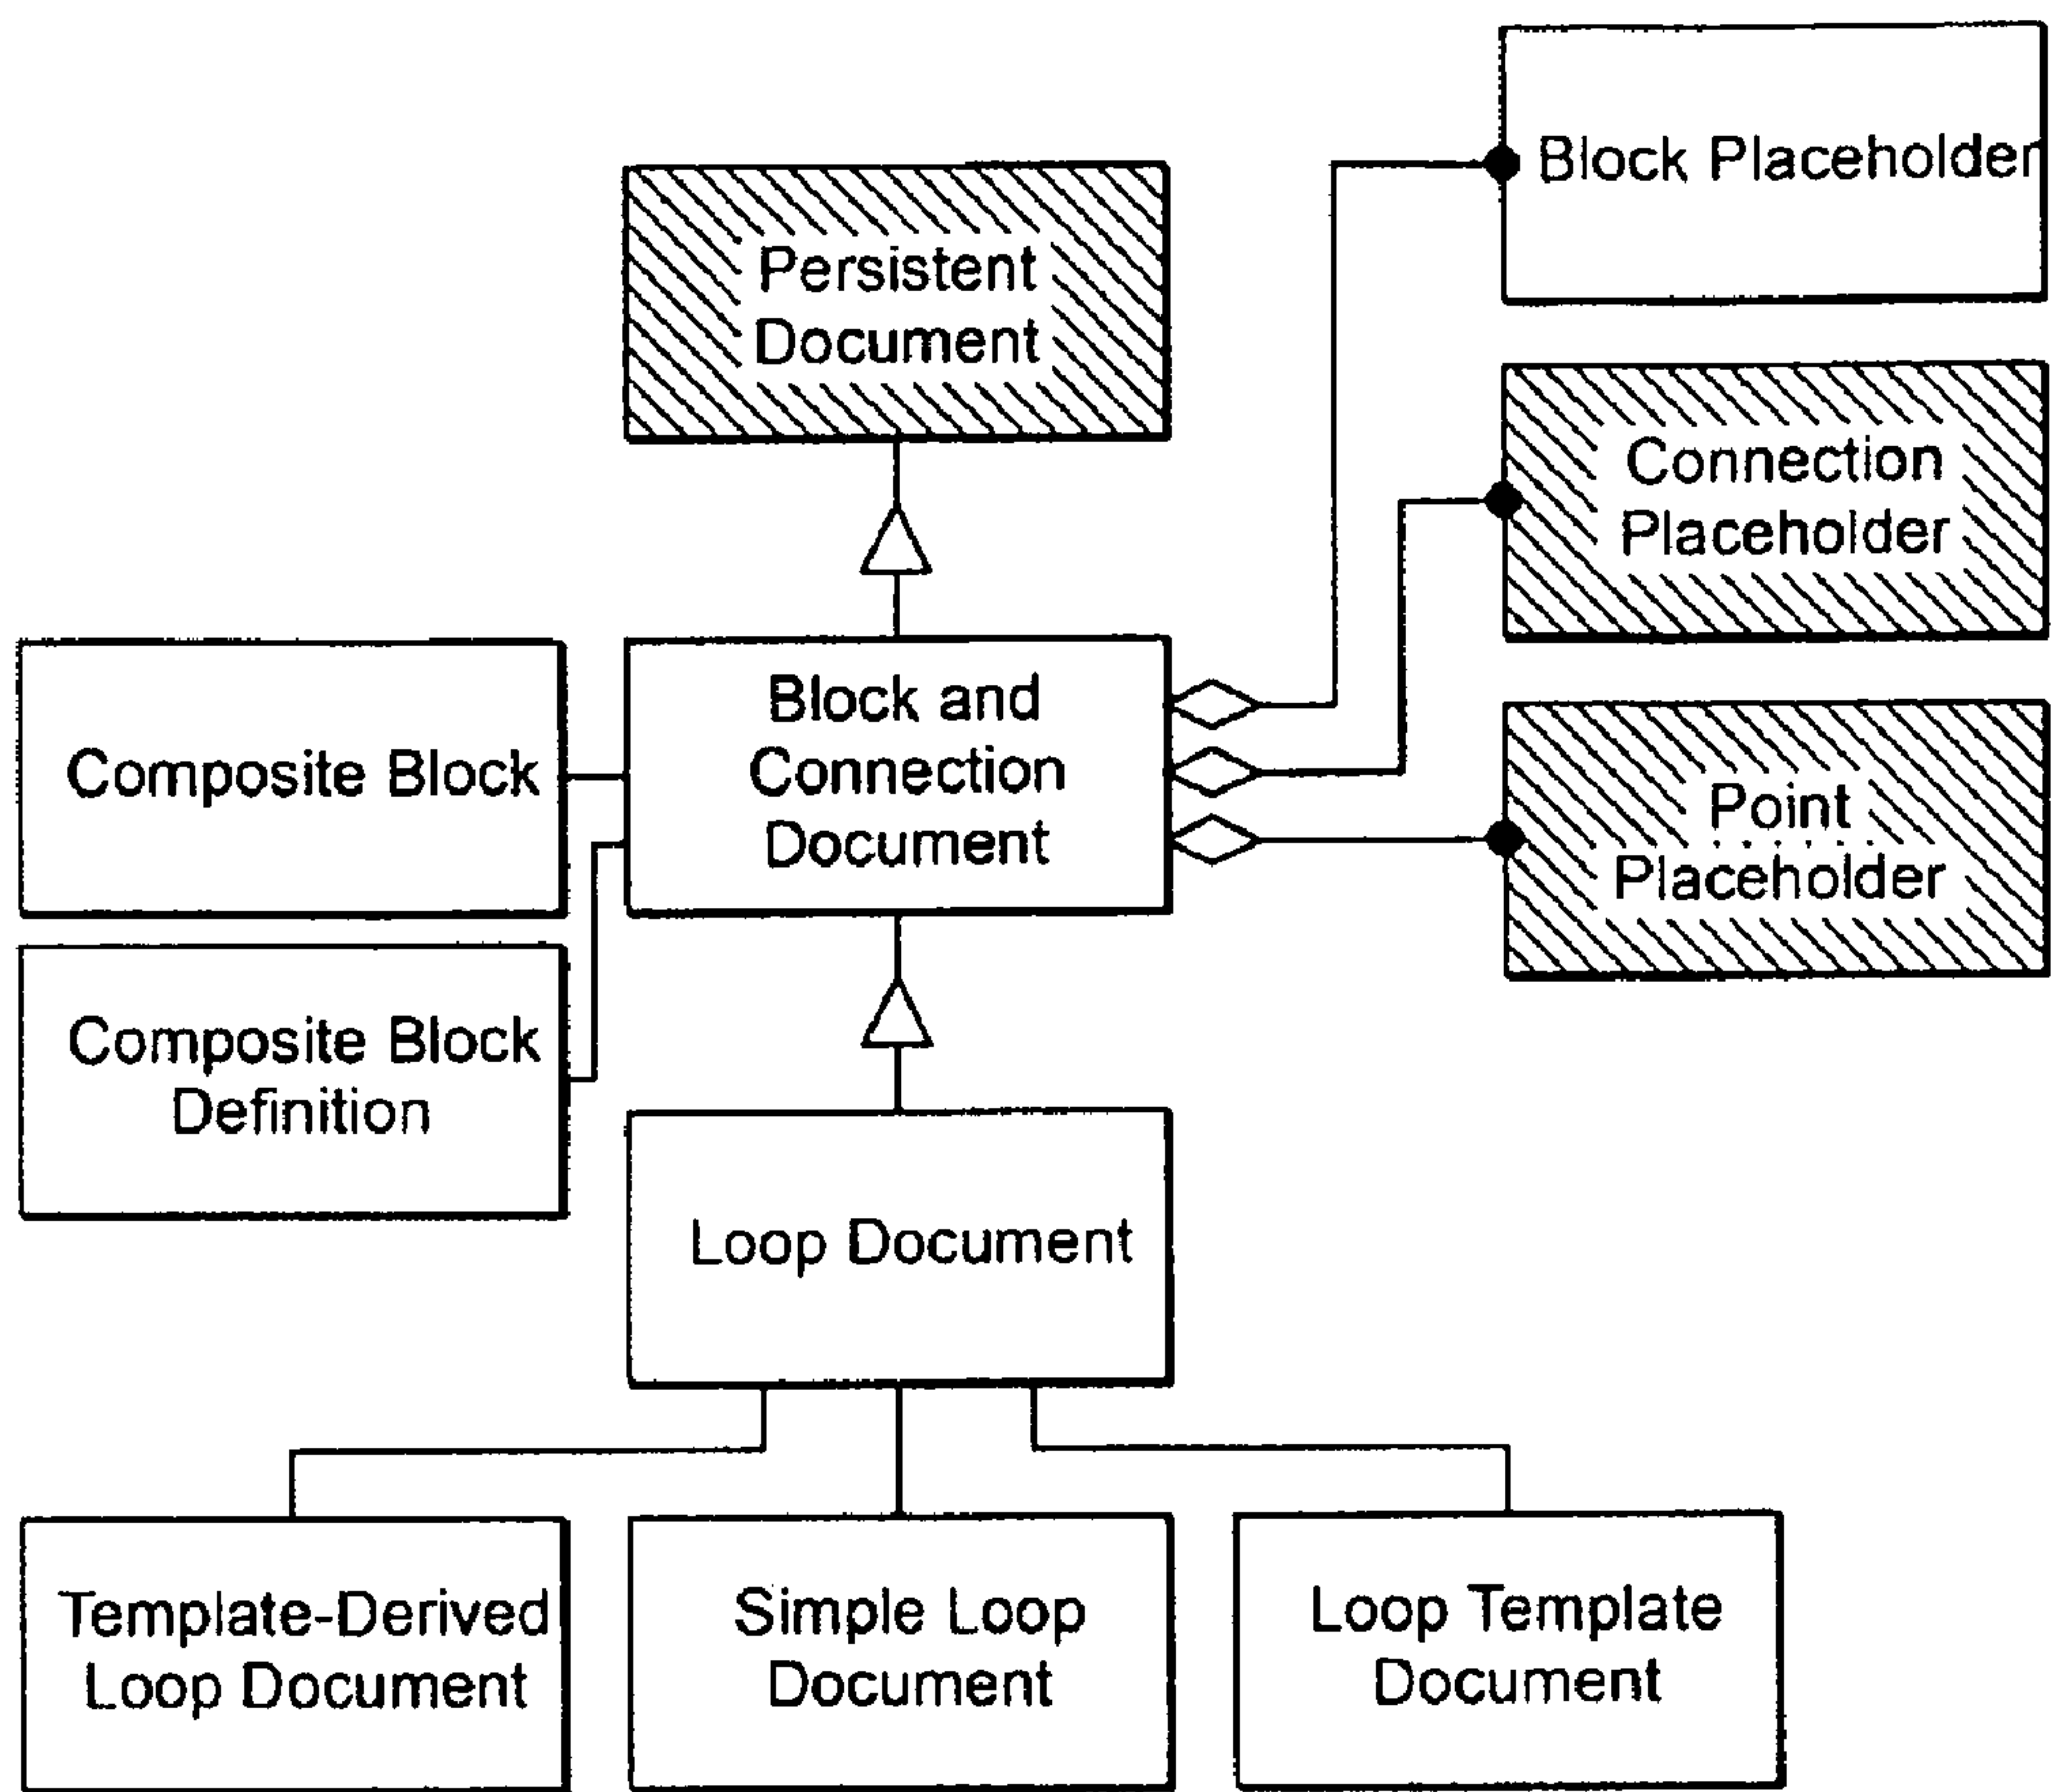 Block Placeholder
Persistent
Document
Connection
Placeholder
Block and
Connection
Document
Composite Block
Point
Placeholder
Composite Block
Definition
Loop Document
Template-Derived
Loop Document
Simple Loop
Document
Loop Template
Document